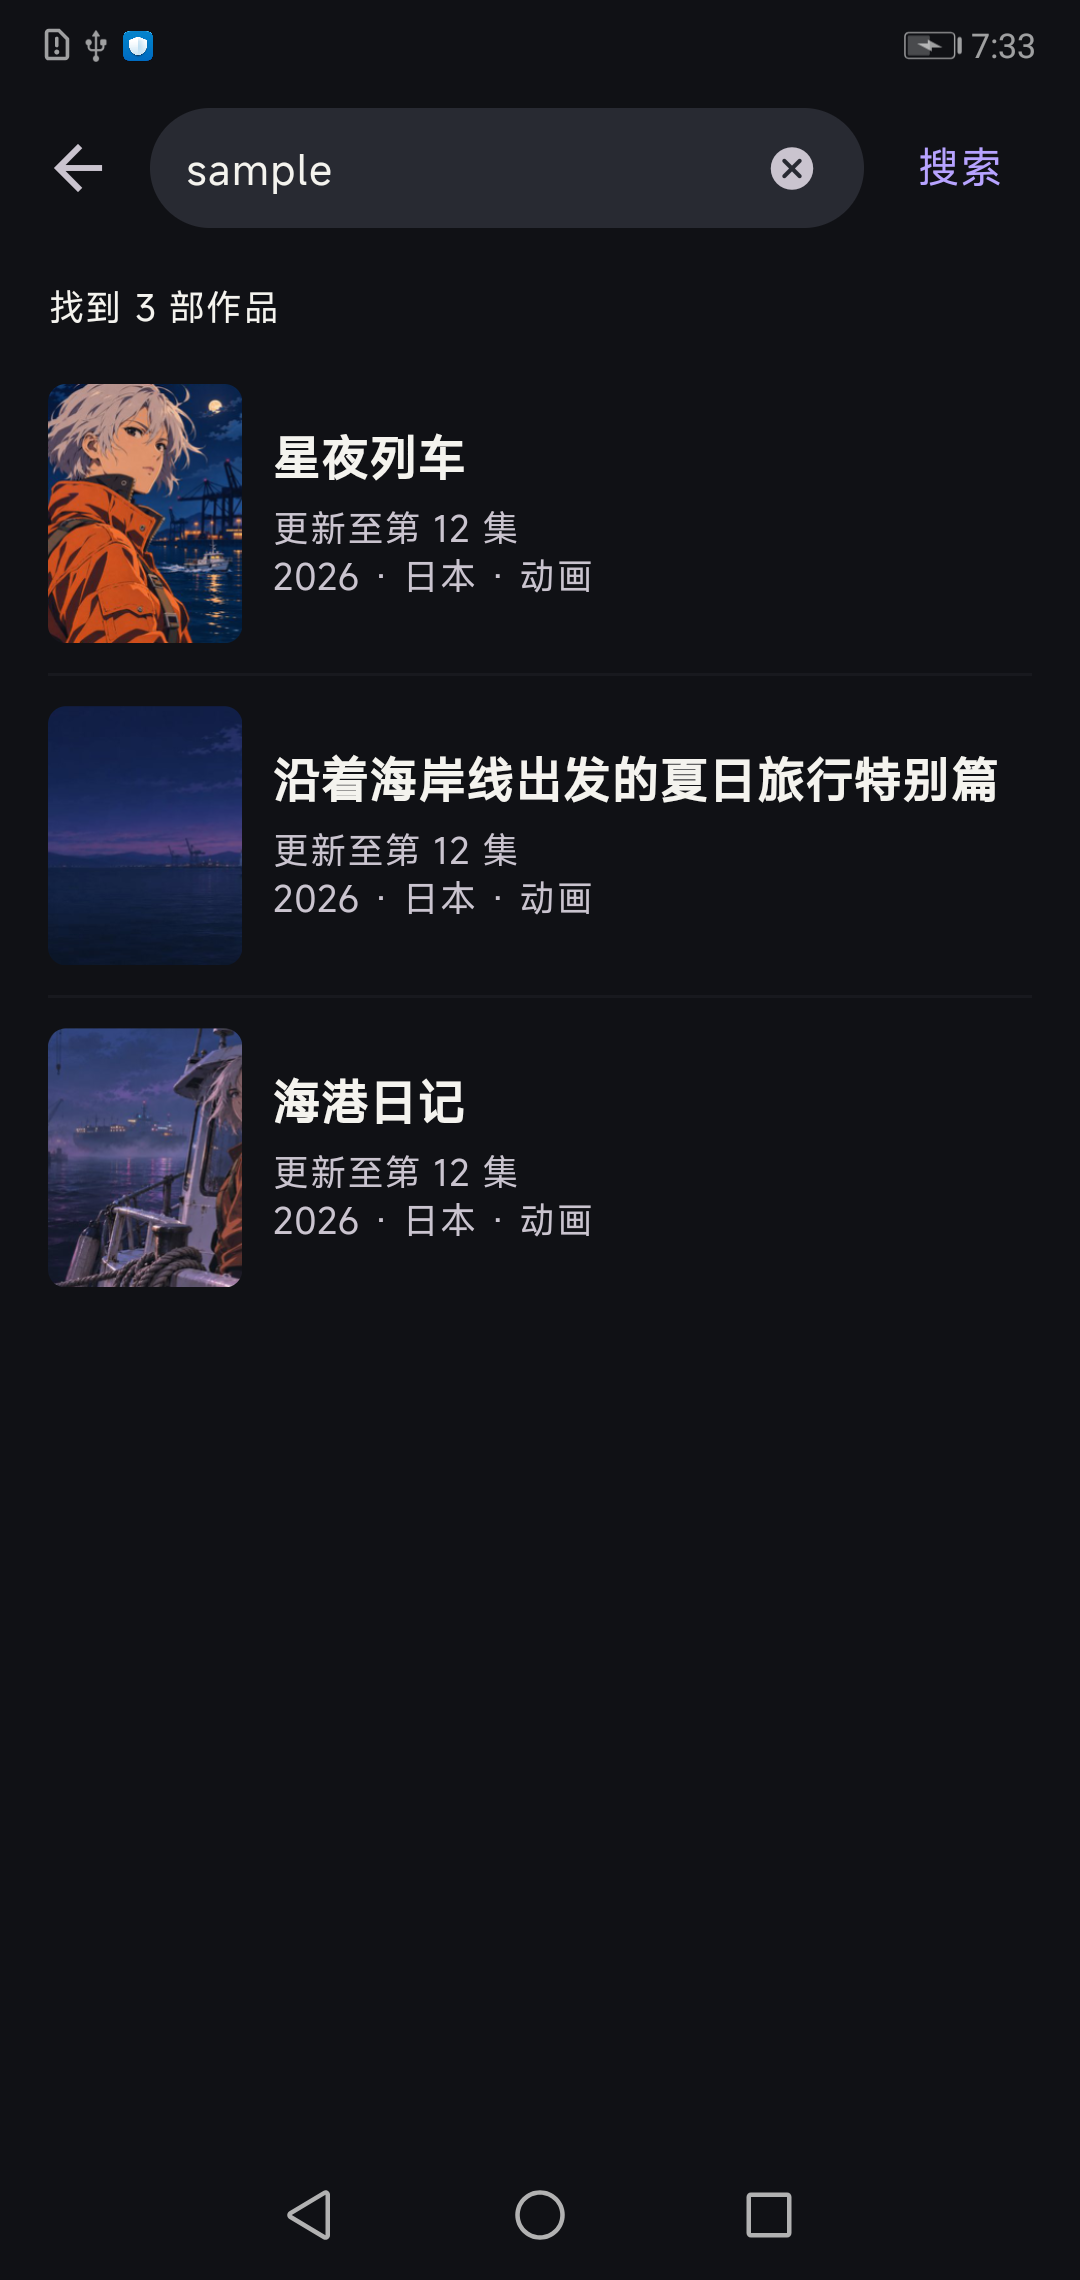 7:33
sample
搜索
找到 3 部作品
星夜列车
更新至第 12 集
2026 · 日本 · 动画
沿着海岸线出发的夏日旅行特别篇
更新至第 12 集
2026 · 日本 · 动画
海港日记
更新至第 12 集
2026 · 日本 · 动画